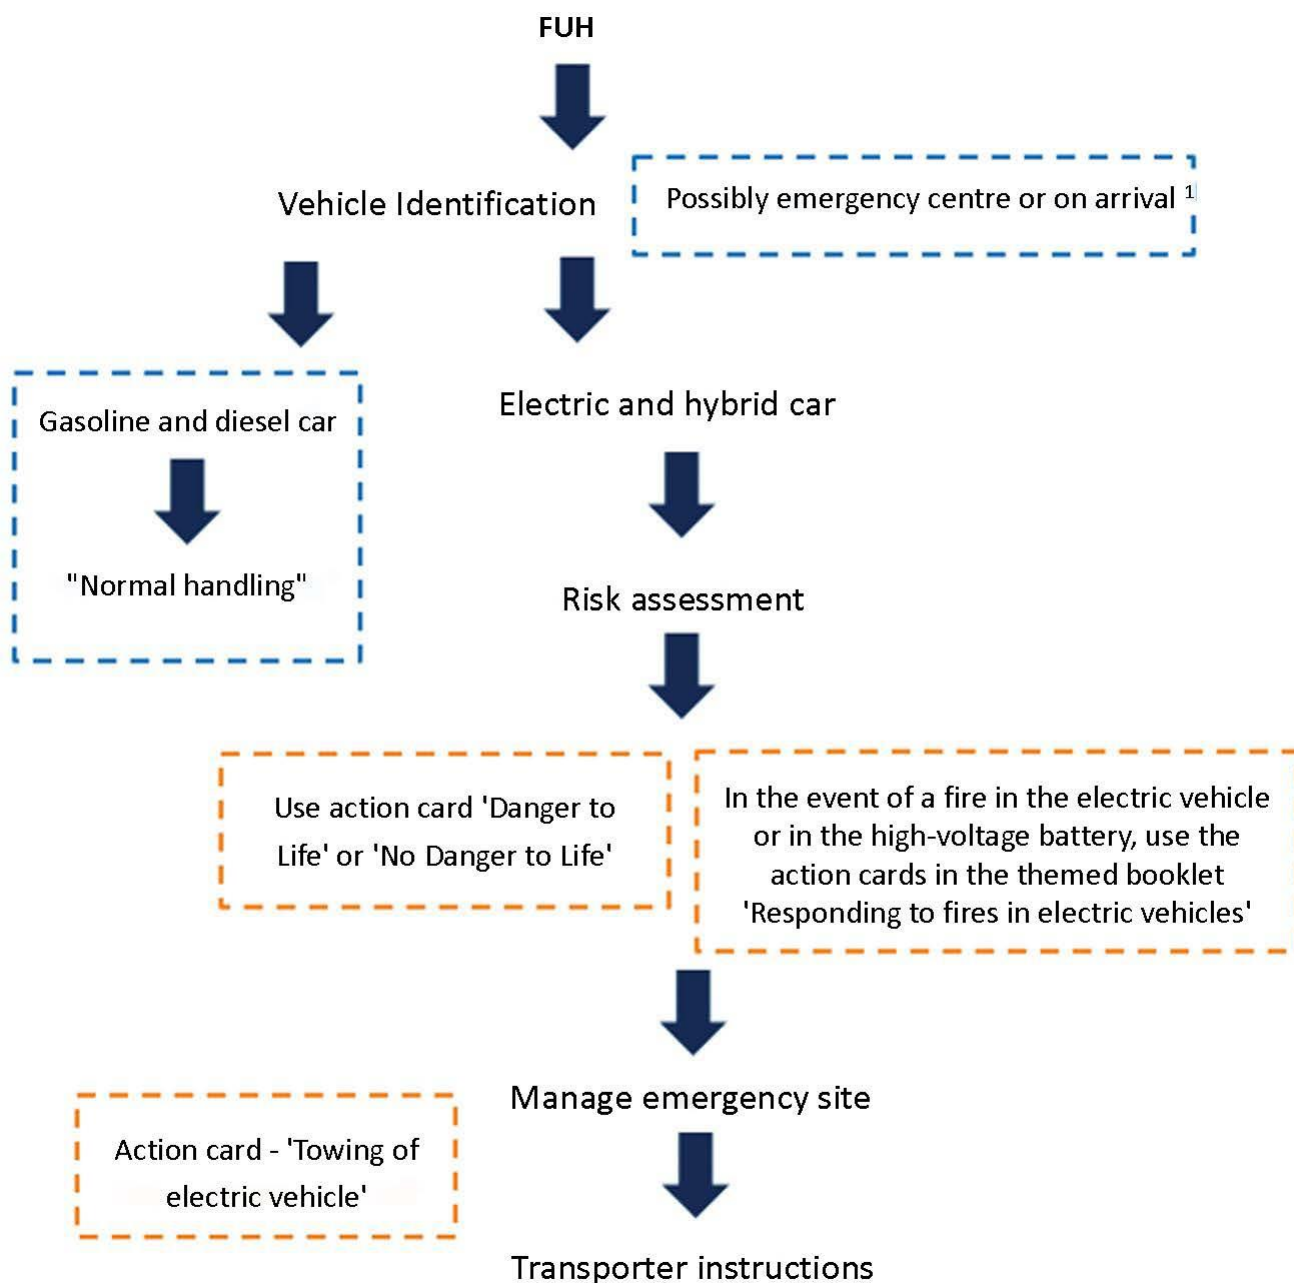 FUH
Vehicle Identification
Possibly emergency centre or on arrival ¹
Gasoline and diesel car
Electric and hybrid car
"Normal handling"
Risk assessment
Use action card 'Danger to
Life' or 'No Danger to Life'
In the event of a fire in the electric vehicle
or in the high-voltage battery, use the
action cards in the themed booklet
'Responding to fires in electric vehicles'
Manage emergency site
Action card - 'Towing of
electric vehicle'
Transporter instructions